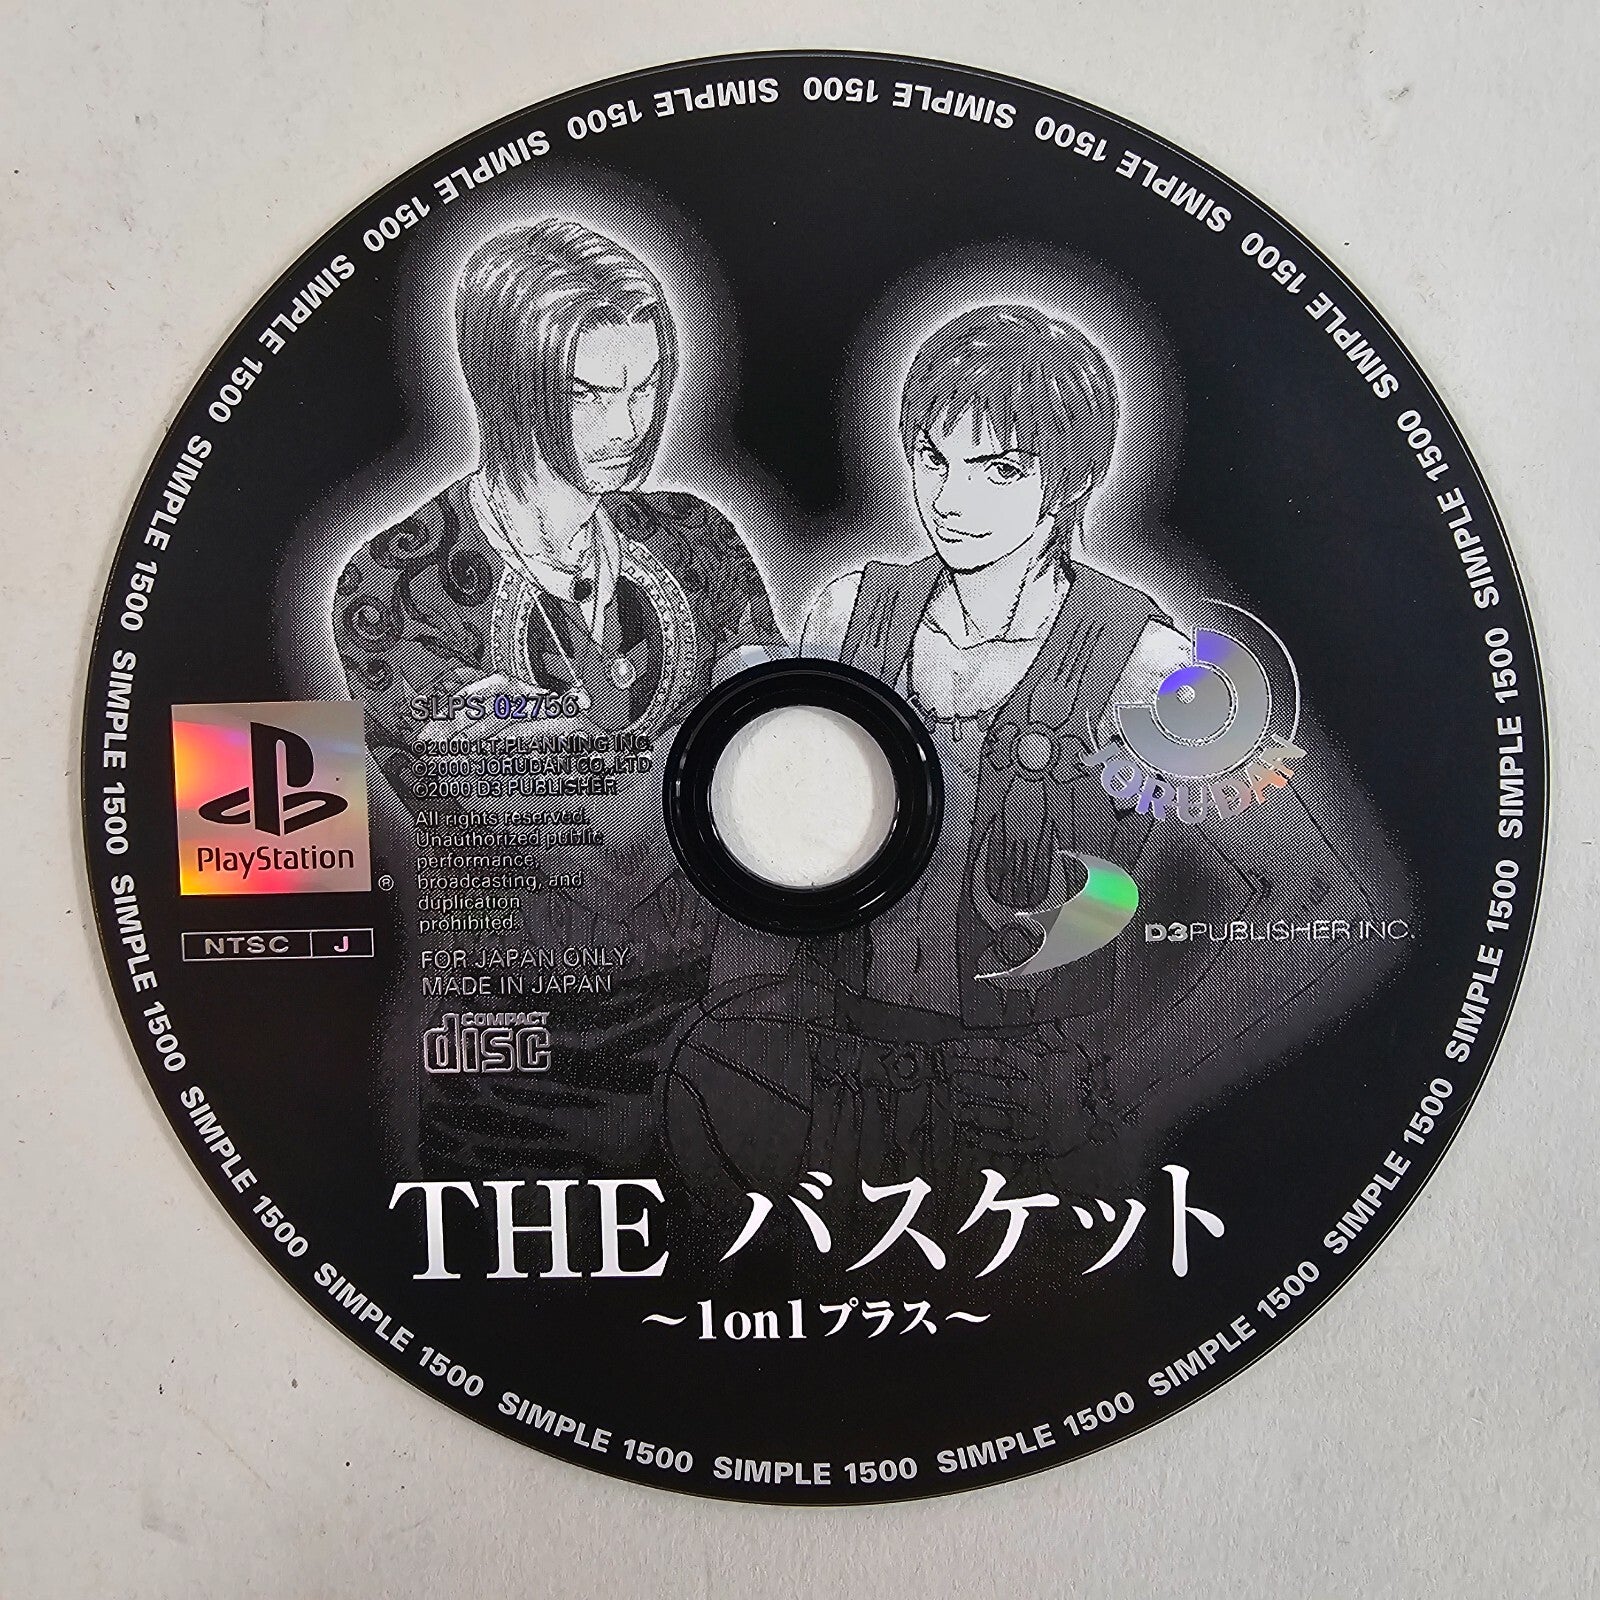 SIMPLE 1500 SIMPLE 1500 SIMPLE 1500 SIMPLE 1500 SIMPLE 1500 SIMPLE 1500 SIMPLE 1500 SIMPLE 1500 SIMPLE 1500 SIMPLE 1500 SIMPLE 1500 SIMPLE 1500 SIMPLE 1500 SIMPLE 1500 SIMPLE 1500 SIMPLE 1500 SIMPLE 1500 SIMPLE 1500 SIMPLE 1500
SLPS 02756
©2000 I.T.PLANNING INC.
©2000 JORUDAN CO.,LTD
©2000 D3 PUBLISHER
All rights reserved.
Unauthorized public
performance,
broadcasting, and
duplication
prohibited.
FOR JAPAN ONLY
MADE IN JAPAN
COMPACT
disc
PlayStation
®
NTSC J
JORUDAN
D3PUBLISHER INC.
THE バスケット
～1on1プラス～